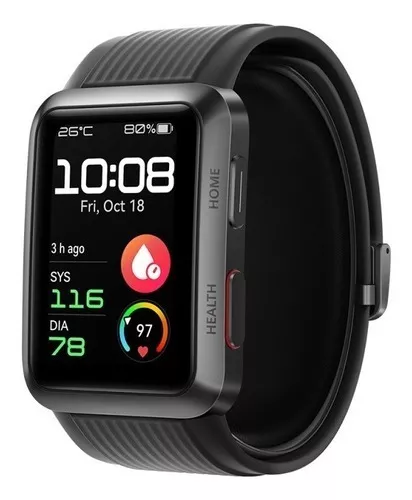 26°C 80%
10:08
Fri, Oct 18
3 h ago
SYS
116
DIA
78
97
HOME
HEALTH